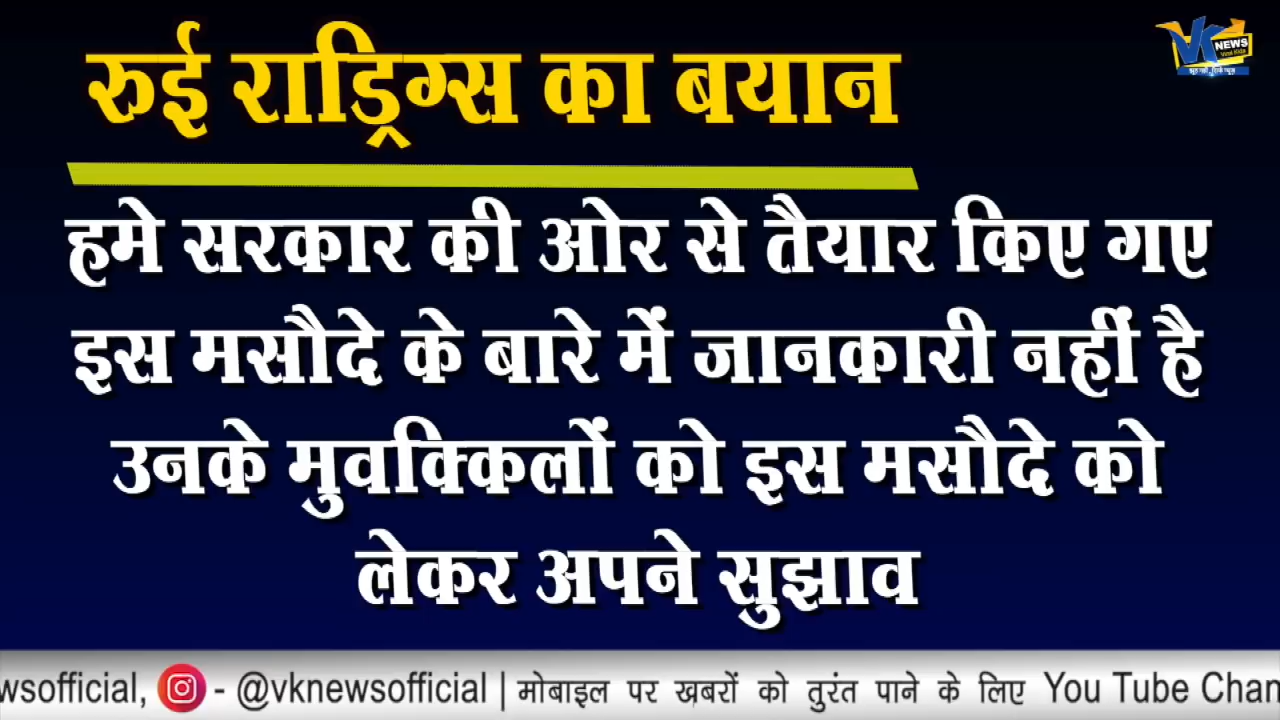 रुई राड्रिग्स का बयान
VK NEWS
हमे सरकार की ओर से तैयार किए गए
इस मसौदे के बारे में जानकारी नहीं है
उनके मुवक्किलों को इस मसौदे को
लेकर अपने सुझाव
wsofficial, - @vknewsofficial | मोबाइल पर ख़बरों को तुरंत पाने के लिए You Tube Chan